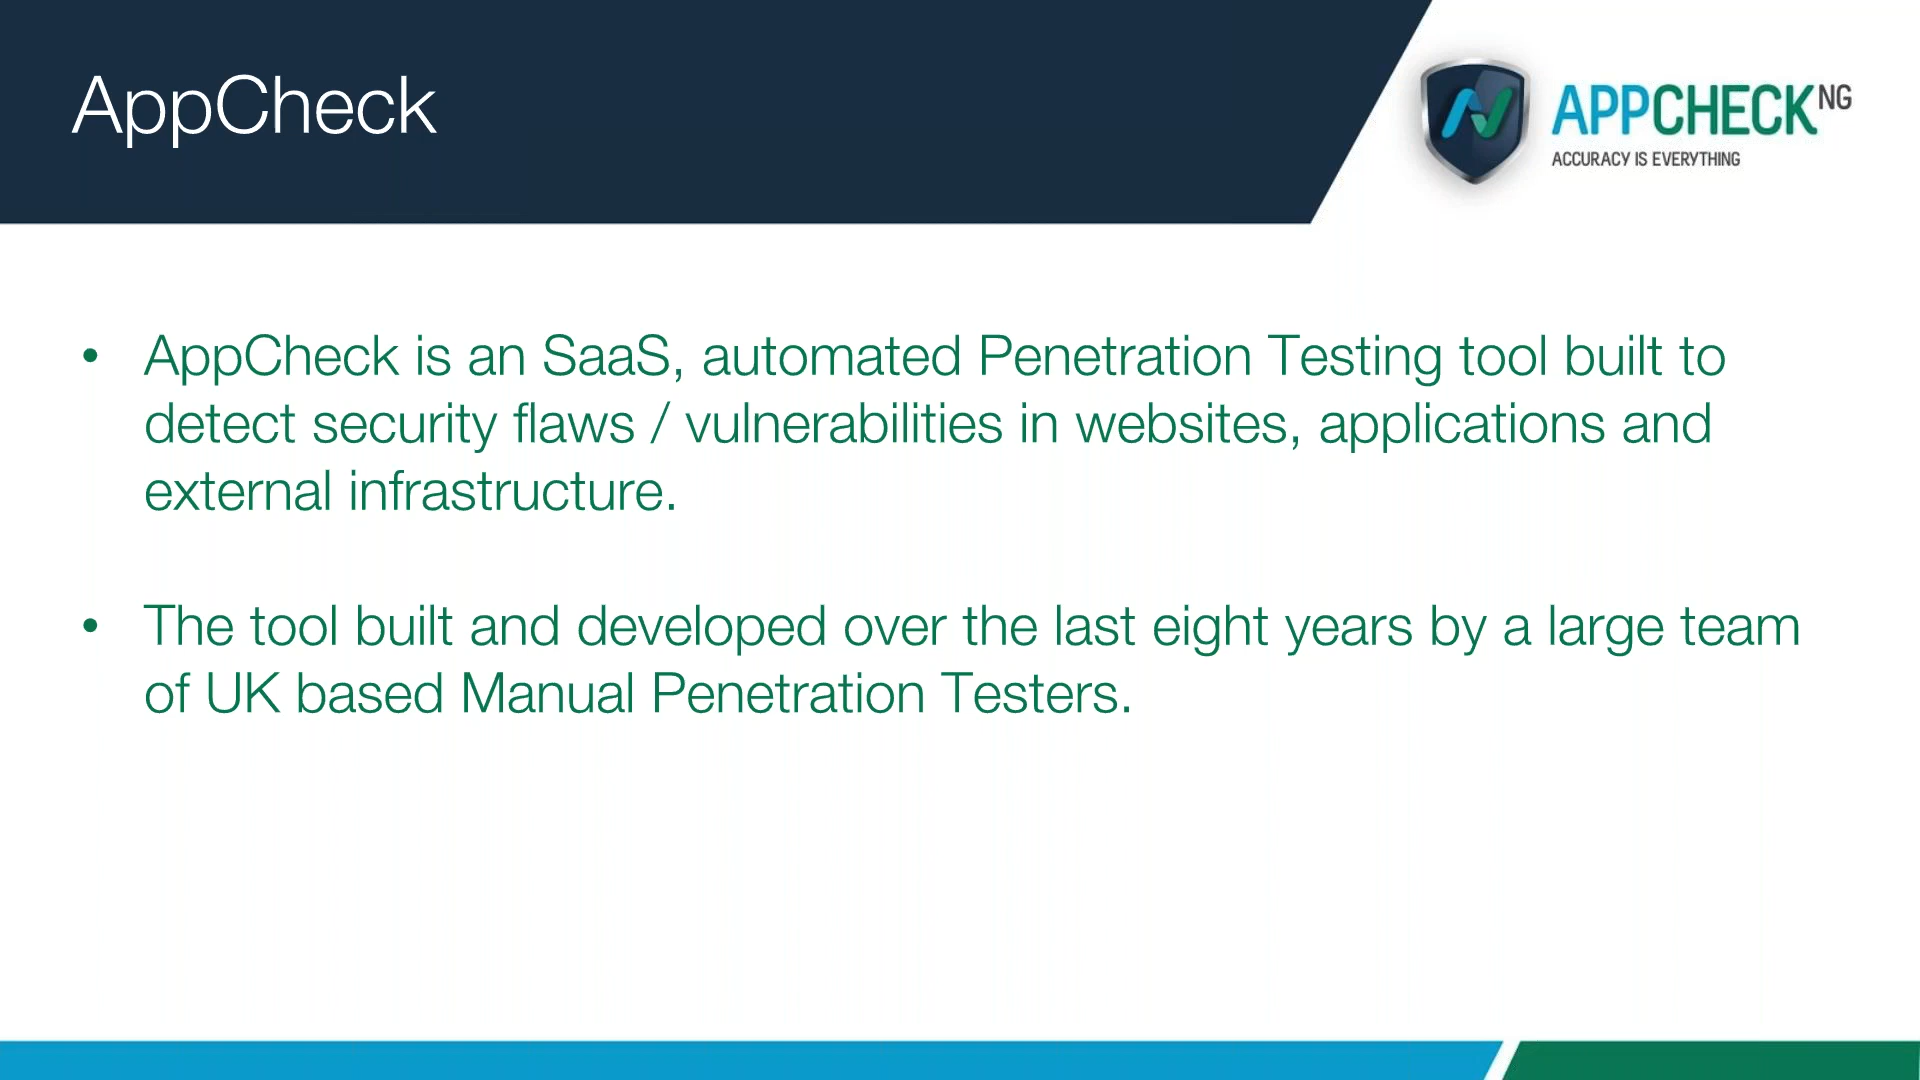 AppCheck
APPCHECK NG
ACCURACY IS EVERYTHING
• AppCheck is an SaaS, automated Penetration Testing tool built to
detect security flaws / vulnerabilities in websites, applications and
external infrastructure.
• The tool built and developed over the last eight years by a large team
of UK based Manual Penetration Testers.